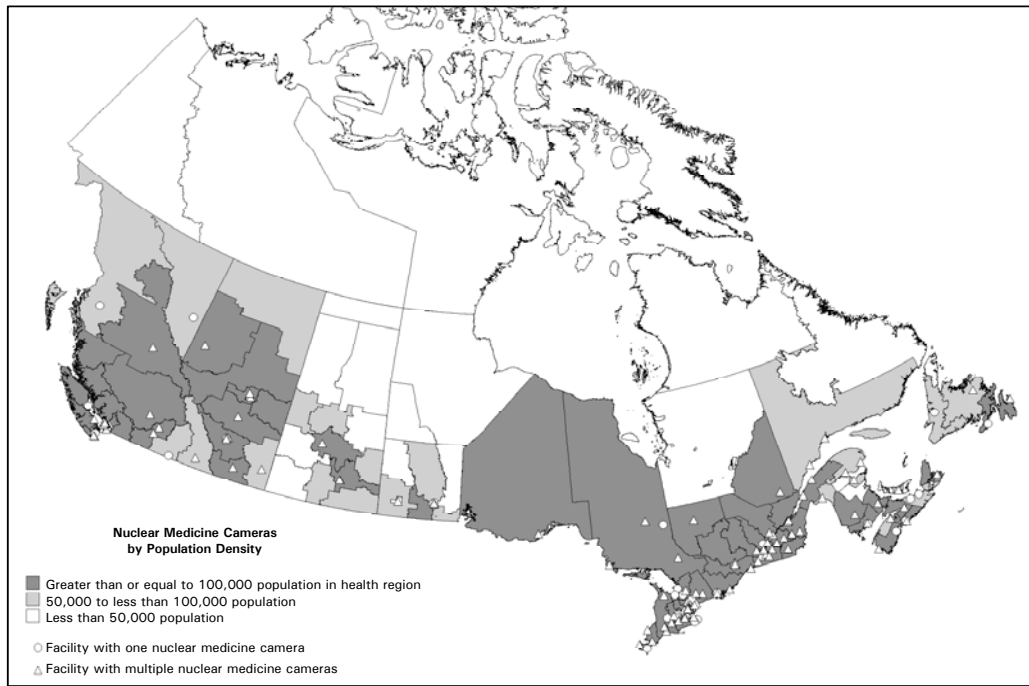 Nuclear Medicine Cameras
by Population Density
Greater than or equal to 100,000 population in health region
50,000 to less than 100,000 population
Less than 50,000 population
Facility with one nuclear medicine camera
Facility with multiple nuclear medicine cameras